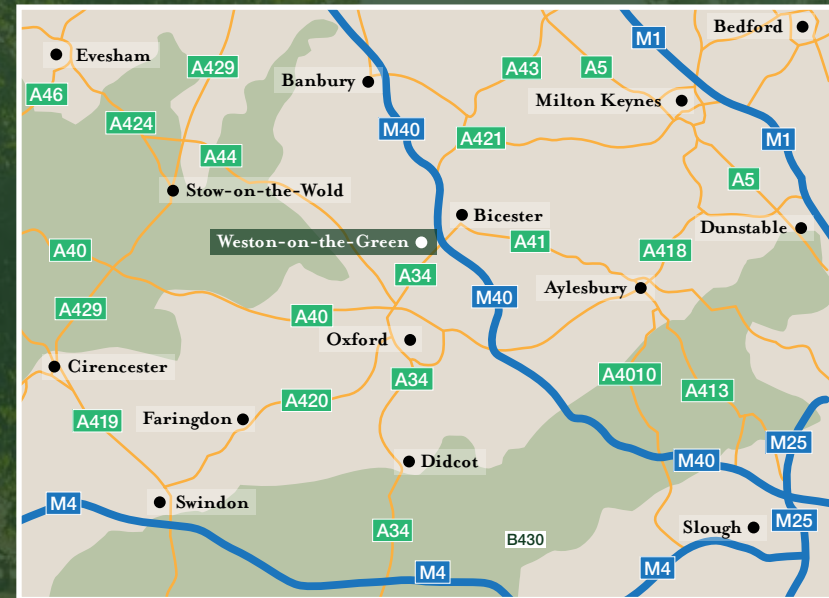 Bedford
M1
Evesham
A429
A43
A5
Banbury
A46
Milton Keynes
A424
M40
A421
M1
A44
A5
Stow-on-the-Wold
Bicester
Dunstable
Weston-on-the-Green
A41
A40
A418
A34
Aylesbury
M40
A429
A40
Oxford
Cirencester
A4010
A34
A413
A420
A419
Faringdon
M25
Didcot
M40
M4
Swindon
M25
Slough
A34
B430
M4
M4